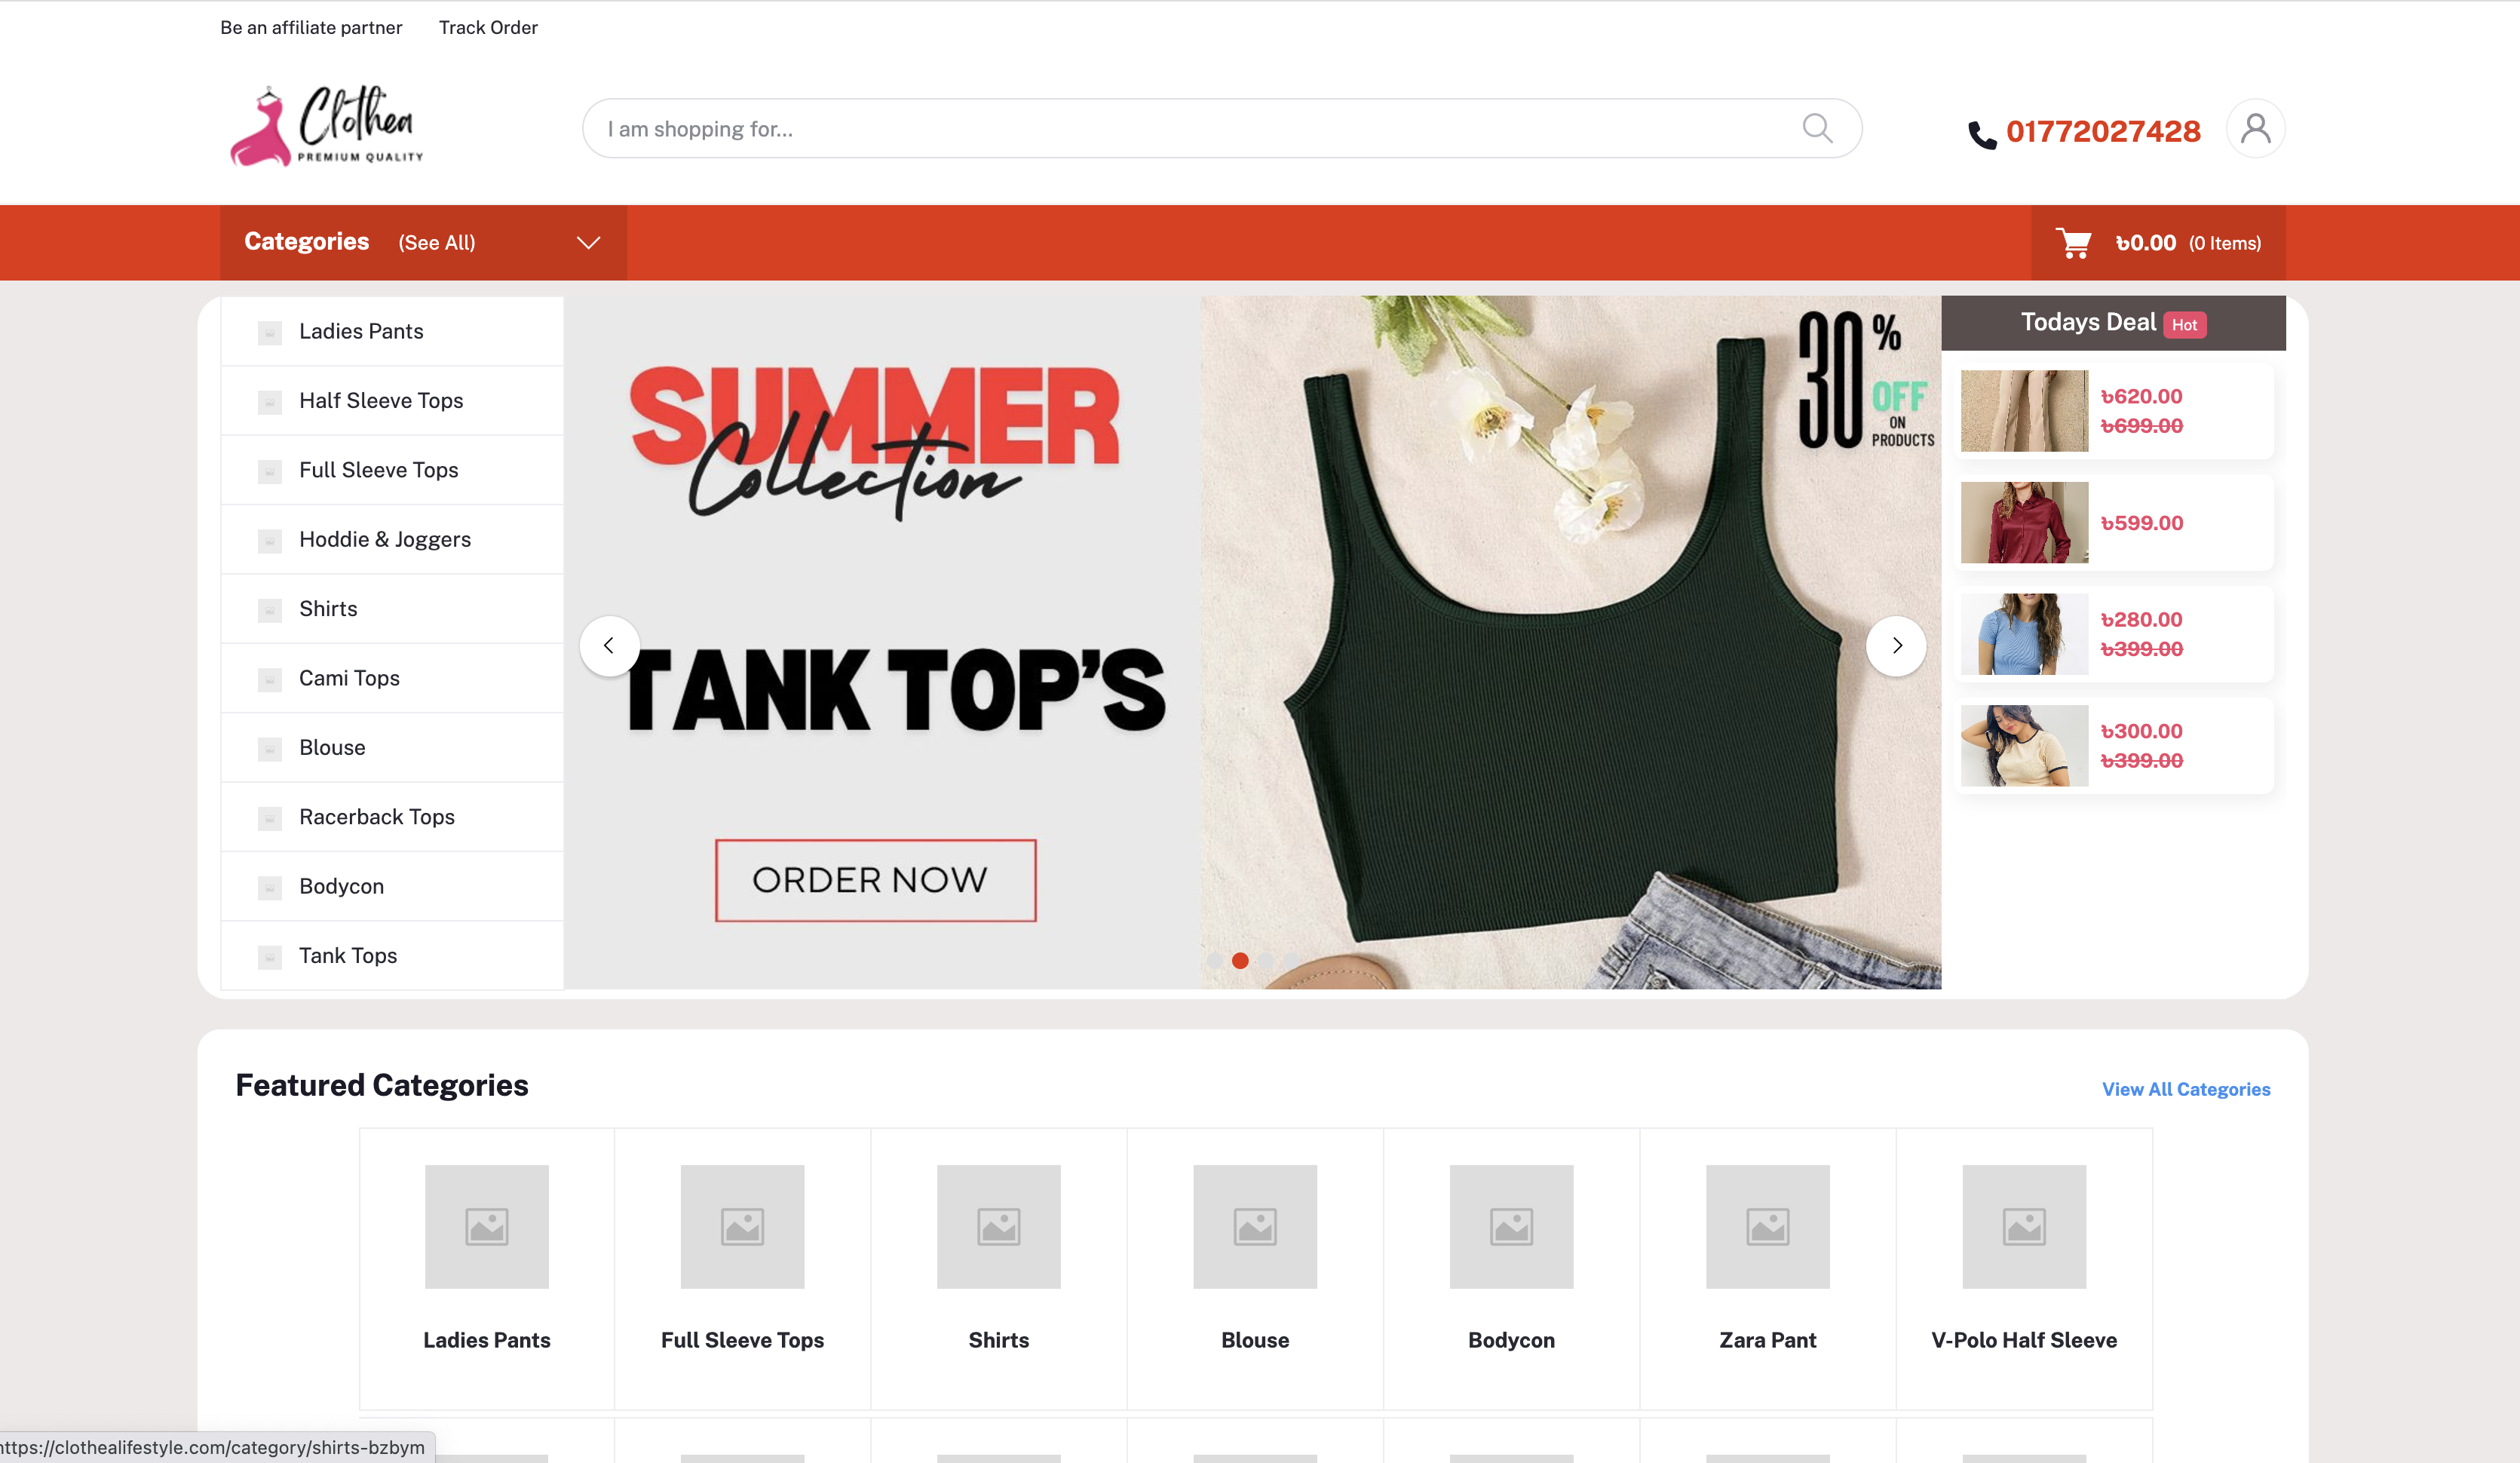 Be an affiliate partner Track Order
Clothea
PREMIUM QUALITY
I am shopping for...
01772027428
Categories (See All)
৳0.00 (0 Items)
Ladies Pants
Half Sleeve Tops
Full Sleeve Tops
Hoddie & Joggers
Shirts
Cami Tops
Blouse
Racerback Tops
Bodycon
Tank Tops
SUMMER
Collection
TANK TOP'S
ORDER NOW
30%
OFF
ON
PRODUCTS
Todays Deal Hot
৳620.00
৳699.00
৳599.00
৳280.00
৳399.00
৳300.00
৳399.00
Featured Categories
View All Categories
Ladies Pants
Full Sleeve Tops
Shirts
Blouse
Bodycon
Zara Pant
V-Polo Half Sleeve
https://clothealifestyle.com/category/shirts-bzbym